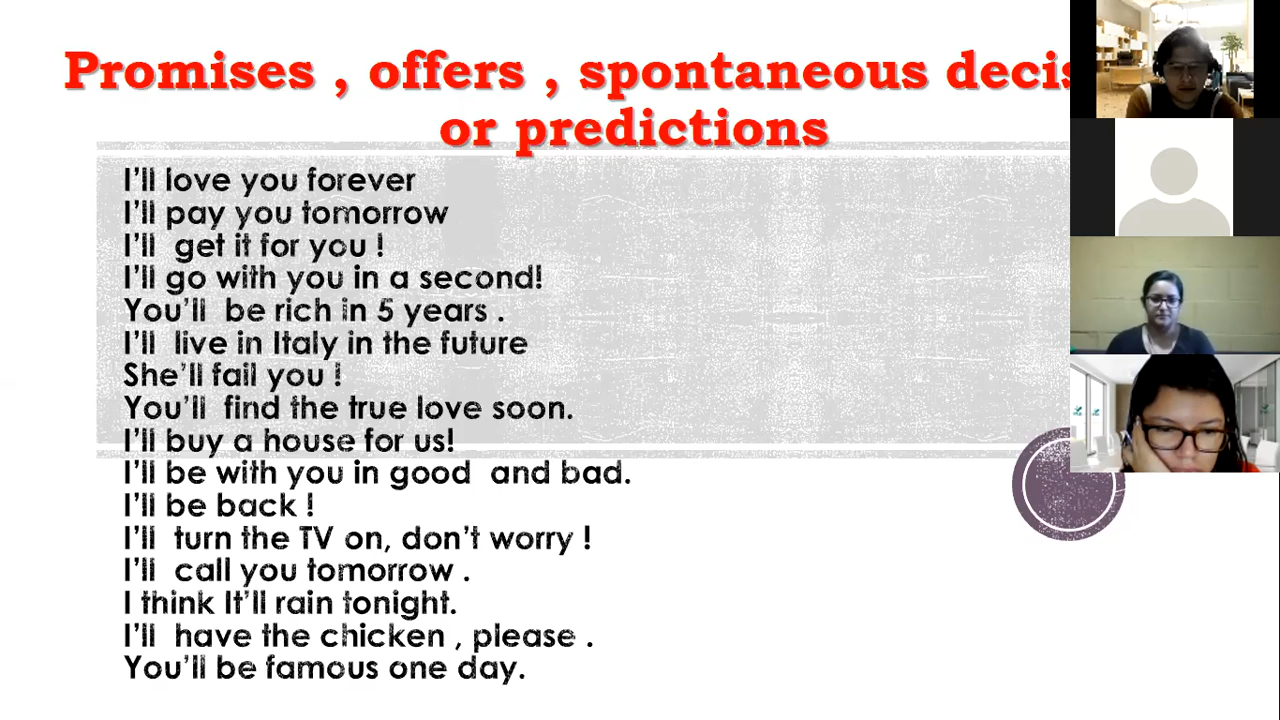 Promises , offers , spontaneous decis
or predictions
I'll love you forever
I'll pay you tomorrow
I'll  get it for you !
I'll go with you in a second!
You'll  be rich in 5 years .
I'll  live in Italy in the future
She'll fail you !
You'll  find the true love soon.
I'll buy a house for us!
I'll be with you in good  and bad.
I'll be back !
I'll  turn the TV on, don't worry !
I'll  call you tomorrow .
I think It'll rain tonight.
I'll  have the chicken , please .
You'll be famous one day.